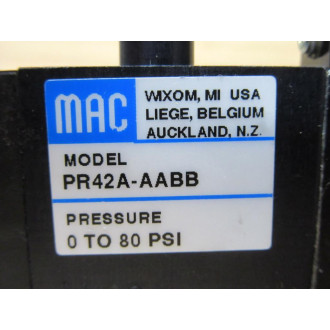 MAC
WIXOM, MI USA
LIEGE, BELGIUM
AUCKLAND, N.Z.
MODEL
PR42A-AABB
PRESSURE
0 TO 80 PSI